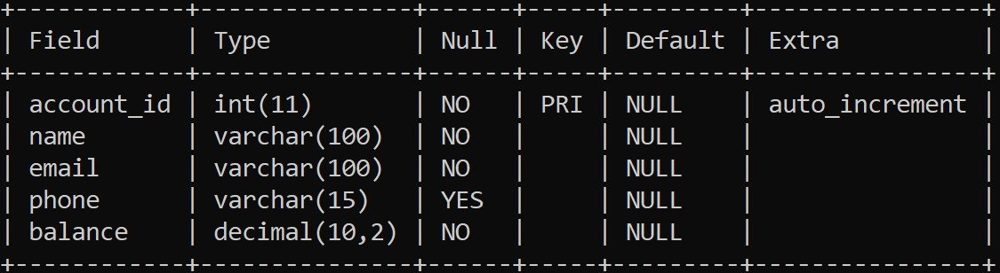 +------------+---------------+------+-----+---------+----------------+
| Field      | Type          | Null | Key | Default | Extra          |
+------------+---------------+------+-----+---------+----------------+
| account_id | int(11)       | NO   | PRI | NULL    | auto_increment |
| name       | varchar(100)  | NO   |     | NULL    |                |
| email      | varchar(100)  | NO   |     | NULL    |                |
| phone      | varchar(15)   | YES  |     | NULL    |                |
| balance    | decimal(10,2) | NO   |     | NULL    |                |
+------------+---------------+------+-----+---------+----------------+